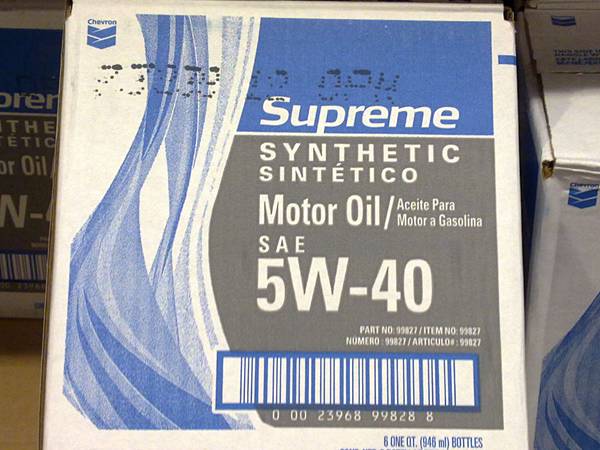 Chevron
Supreme
SYNTHETIC
SINTÉTICO
Motor Oil/ Aceite Para
Motor a Gasolina
SAE
5W-40
PART NO: 99827 / ITEM NO: 99827
NÚMERO : 99827 / ARTICULO# : 99827
0 00 23968 99828 8
6 ONE QT. (946 ml) BOTTLES
Chevron